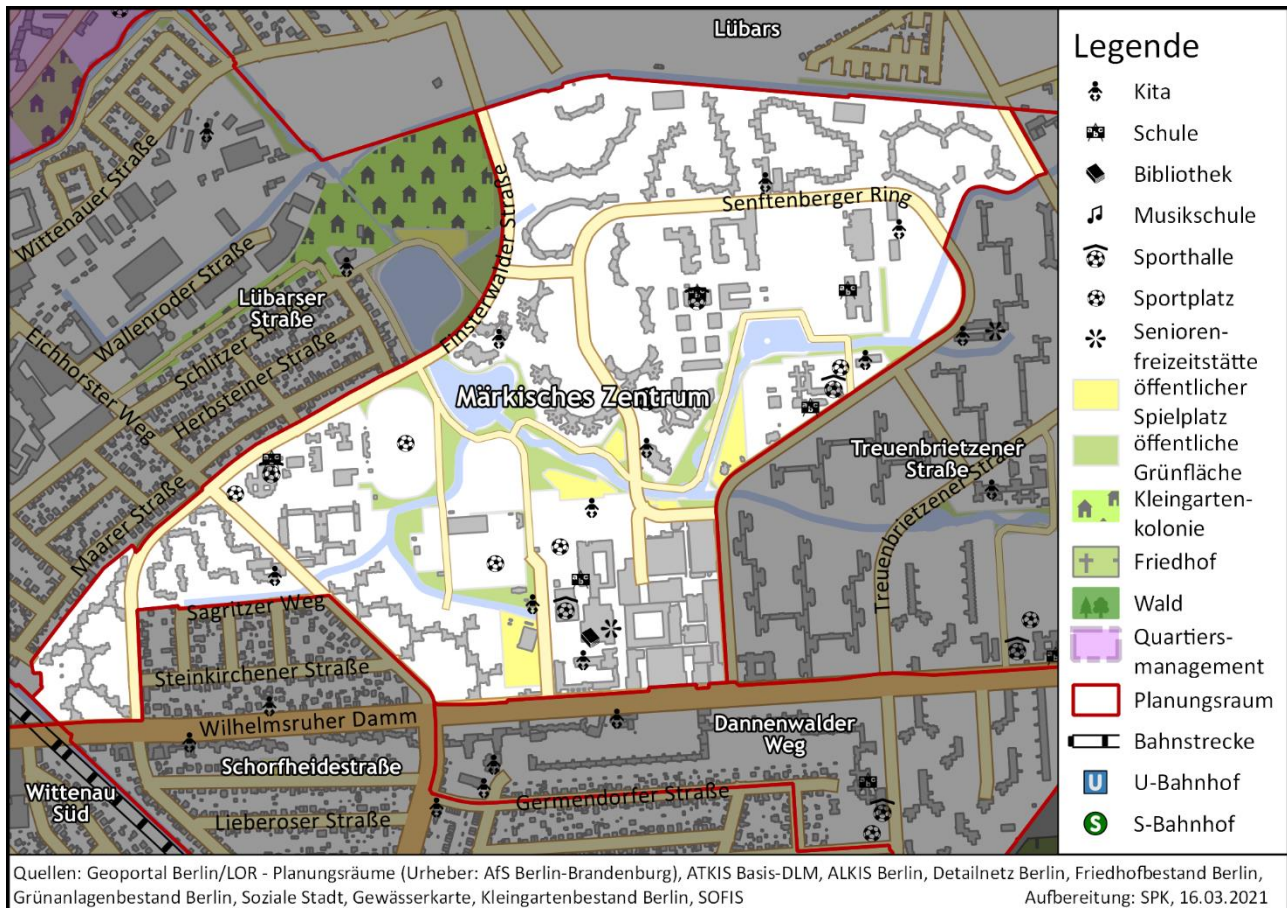 Lübars
Wittenauer Straße
Finsterwalder Straße
Senftenberger Ring
Wallenroder Straße
Lübarser
Straße
Schlitzer Straße
Eichhorster Weg
Herbsteiner Straße
Märkisches Zentrum
Treuenbrietzener
Straße
Maarer Straße
Treuenbrietzener Straße
Sagritzer Weg
Steinkirchener Straße
Wilhelmsruher Damm
Dannenwalder
Weg
Schorfheidestraße
Wittenau
Süd
Germendorfer Straße
Lieberoser Straße
Legende
Kita
Schule
Bibliothek
Musikschule
Sporthalle
Sportplatz
Senioren-
freizeitstätte
öffentlicher
Spielplatz
öffentliche
Grünfläche
Kleingarten-
kolonie
Friedhof
Wald
Quartiers-
management
Planungsraum
Bahnstrecke
U U-Bahnhof
S S-Bahnhof
Quellen: Geoportal Berlin/LOR - Planungsräume (Urheber: AfS Berlin-Brandenburg), ATKIS Basis-DLM, ALKIS Berlin, Detailnetz Berlin, Friedhofbestand Berlin,
Grünanlagenbestand Berlin, Soziale Stadt, Gewässerkarte, Kleingartenbestand Berlin, SOFIS Aufbereitung: SPK, 16.03.2021